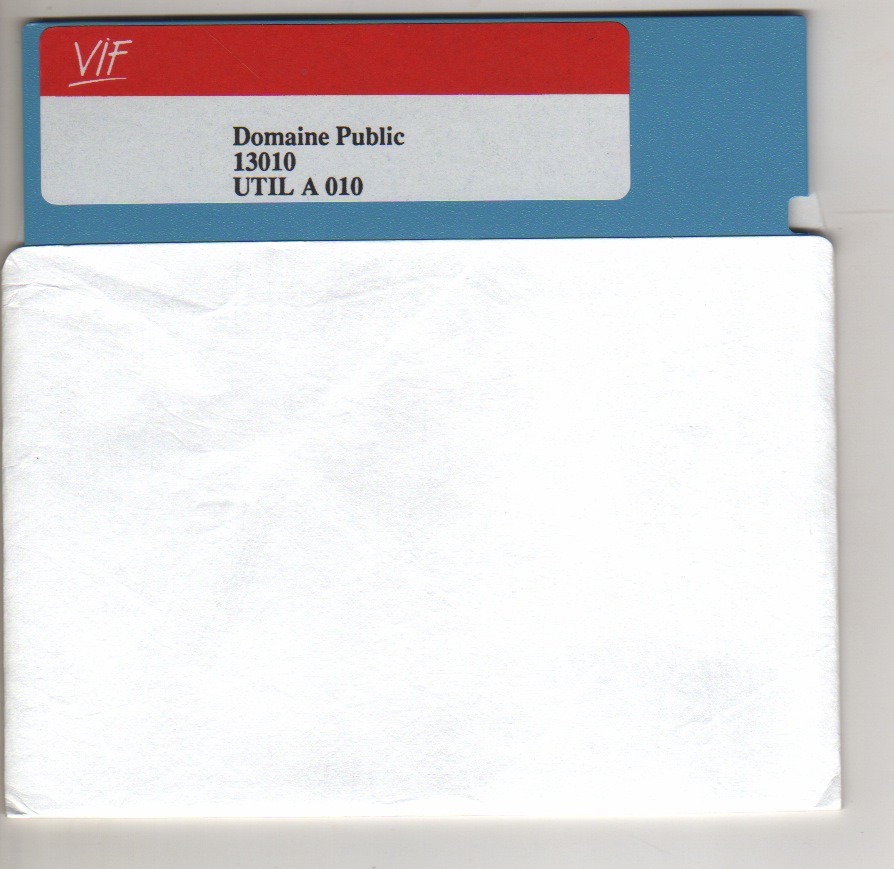 VIF
Domaine Public
13010
UTIL A 010